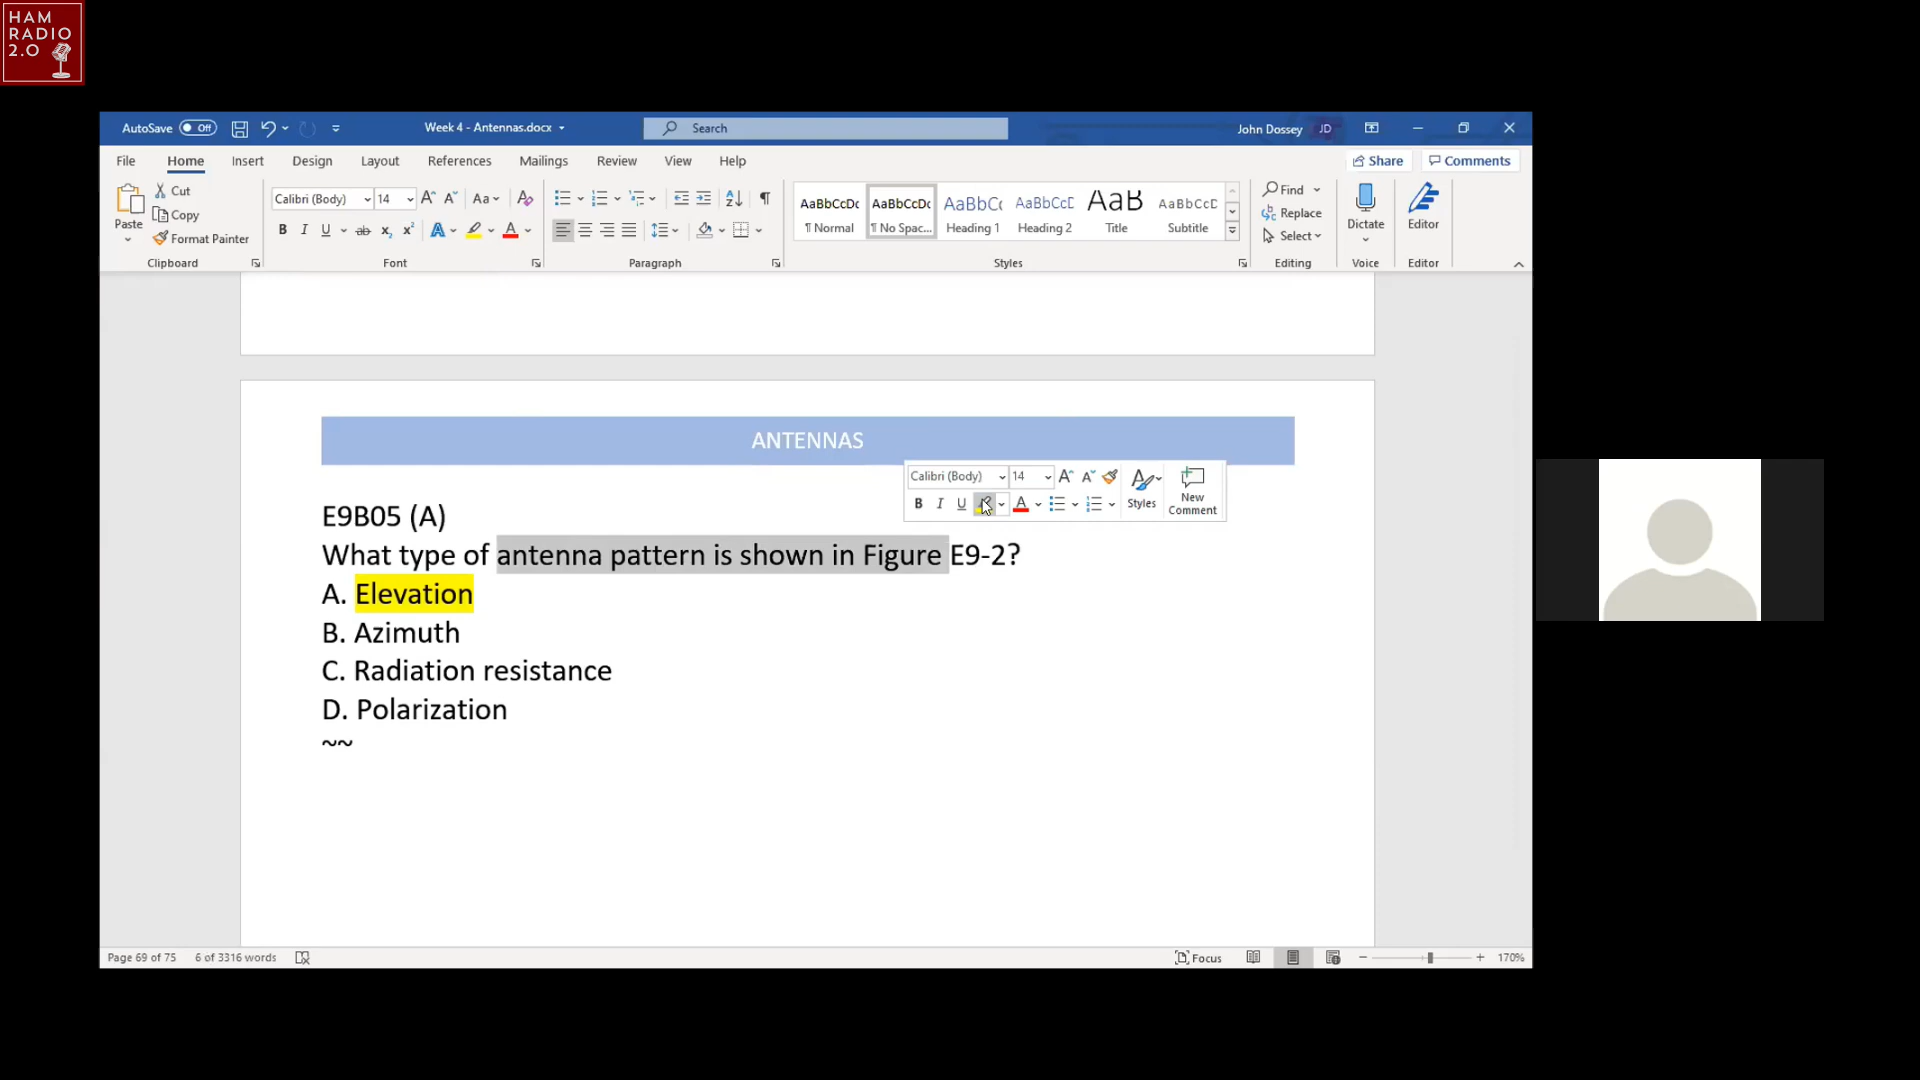 HAM
RADIO
2.0
AutoSave Off
Week 4 - Antennas.docx
Search
John Dossey JD
File Home Insert Design Layout References Mailings Review View Help
Share Comments
Paste
Cut
Copy
Format Painter
Clipboard
Calibri (Body) 14
Font
Paragraph
AaBbCcDc AaBbCcDc AaBbCc AaBbCcD AaB AaBbCcD
¶ Normal ¶ No Spac... Heading 1 Heading 2 Title Subtitle
Styles
Find
Replace
Select
Editing
Dictate
Voice
Editor
Editor
ANTENNAS
Calibri (Body) 14
Styles
New
Comment
E9B05 (A)
What type of antenna pattern is shown in Figure E9-2?
A. Elevation
B. Azimuth
C. Radiation resistance
D. Polarization
~~
Page 69 of 75 6 of 3316 words
Focus
170%